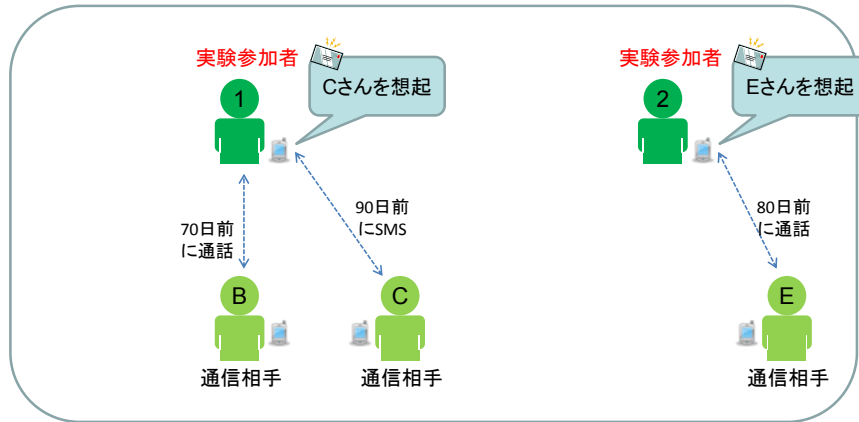 実験参加者
1
Cさんを想起
70日前
に通話
90日前
にSMS
B
C
通信相手
通信相手
実験参加者
2
Eさんを想起
80日前
に通話
E
通信相手